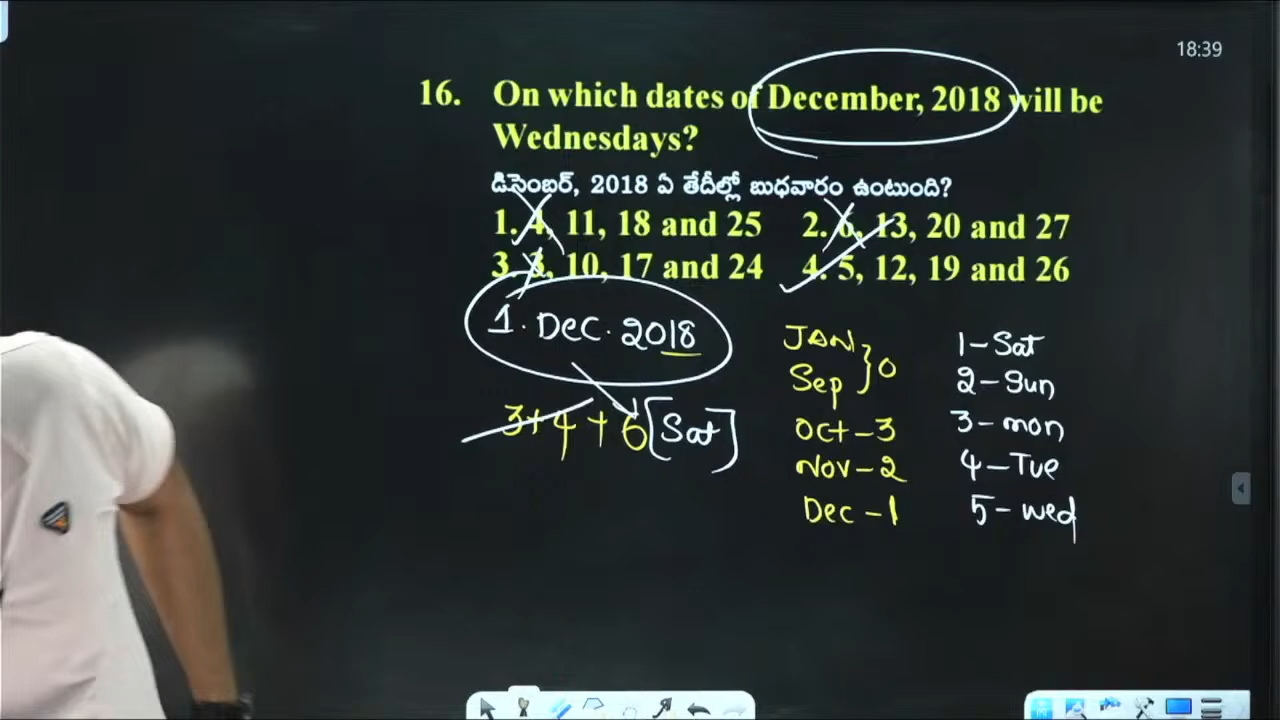 18:39
16. On which dates of December, 2018 will be
Wednesdays?
డిసెంబర్, 2018 ఏ తేదీల్లో బుధవారం ఉంటుంది?
1. 4, 11, 18 and 25 2. 6, 13, 20 and 27
3. 3, 10, 17 and 24 4. 5, 12, 19 and 26
1. Dec. 2018
3+4+6[Sat]
JAN
Sep } 0
Oct - 3
Nov - 2
Dec - 1
1-Sat
2-Sun
3-mon
4-Tue
5-wed